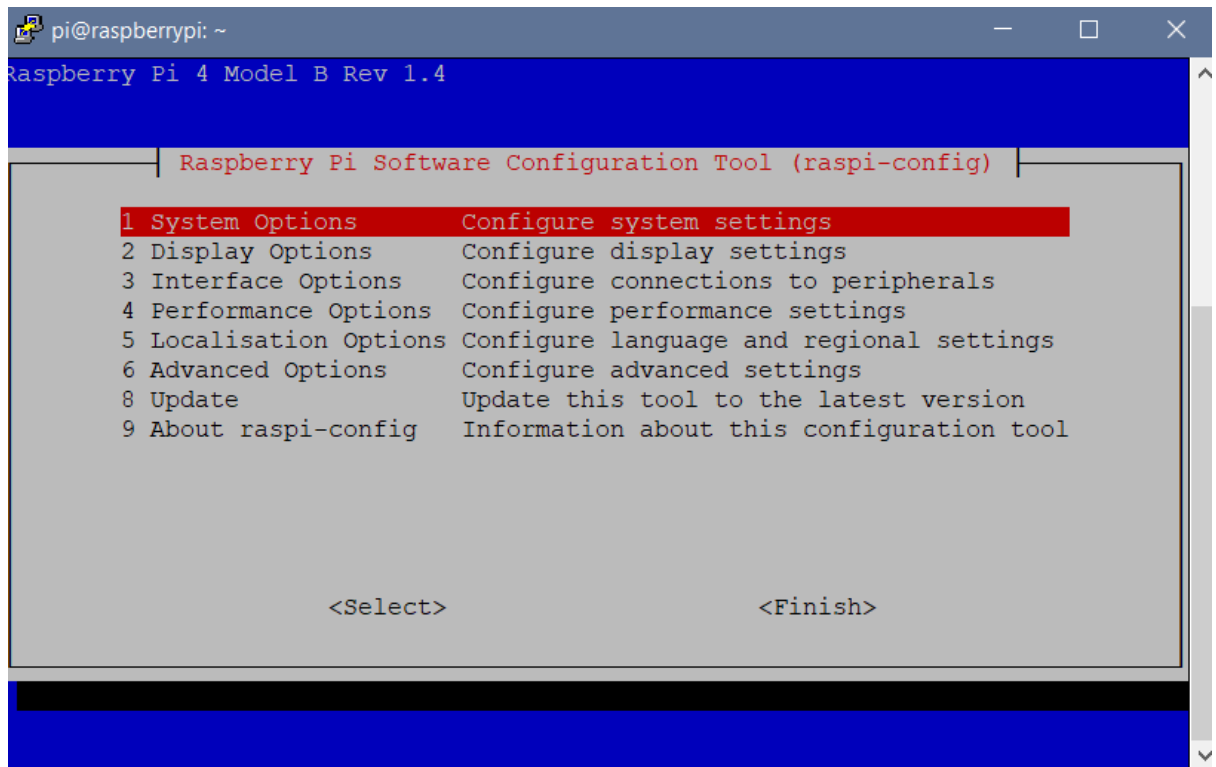 pi@raspberrypi: ~
Raspberry Pi 4 Model B Rev 1.4
Raspberry Pi Software Configuration Tool (raspi-config)
1 System Options Configure system settings
2 Display Options Configure display settings
3 Interface Options Configure connections to peripherals
4 Performance Options Configure performance settings
5 Localisation Options Configure language and regional settings
6 Advanced Options Configure advanced settings
8 Update Update this tool to the latest version
9 About raspi-config Information about this configuration tool
<Select> <Finish>